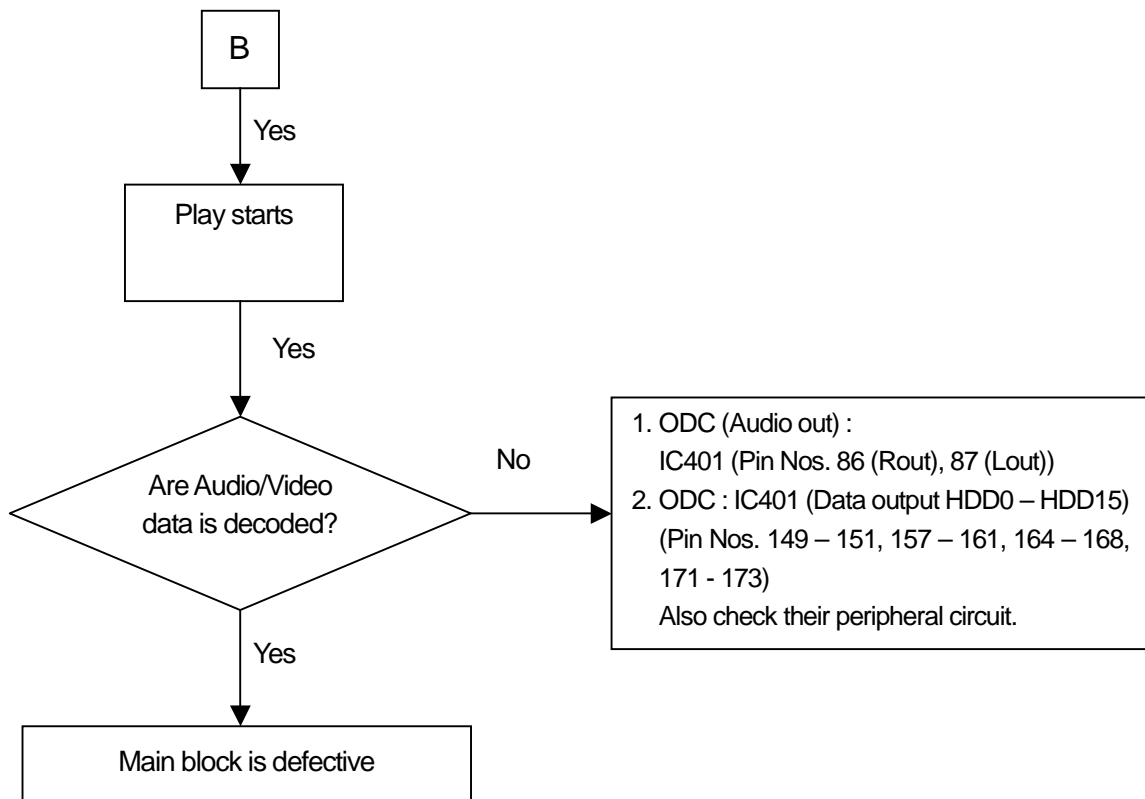 B
Yes
Play starts
Yes
Are Audio/Video
data is decoded?
No
1. ODC (Audio out) :
IC401 (Pin Nos. 86 (Rout), 87 (Lout))
2. ODC : IC401 (Data output HDD0 – HDD15)
(Pin Nos. 149 – 151, 157 – 161, 164 – 168,
171 - 173)
Also check their peripheral circuit.
Yes
Main block is defective